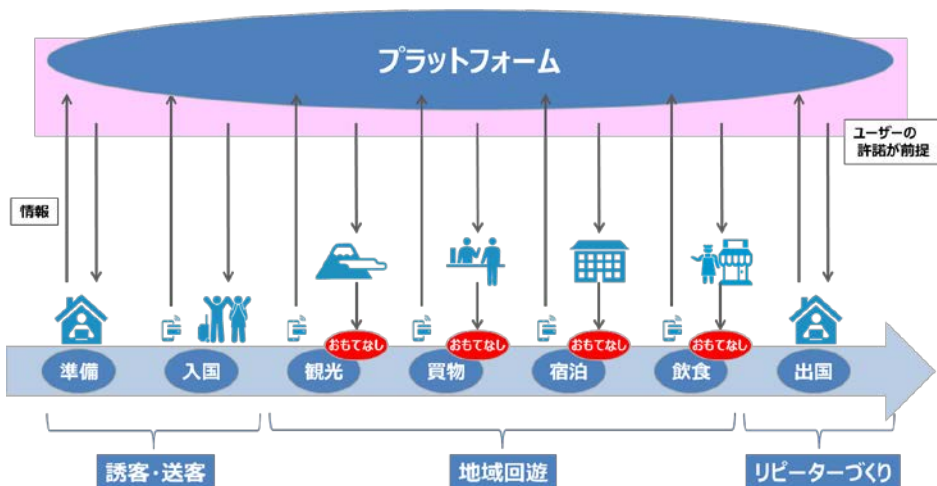 プラットフォーム
ユーザーの
許諾が前提
情報
おもてなし
おもてなし
おもてなし
おもてなし
準備
入国
観光
買物
宿泊
飲食
出国
誘客・送客
地域回遊
リピーターづくり